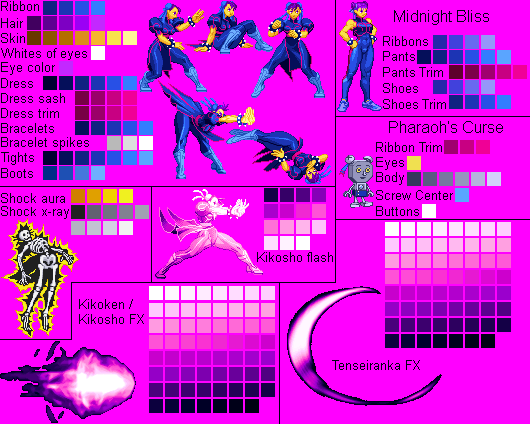 Ribbon
Hair
Skin
Whites of eyes
Eye color
Dress
Dress sash
Dress trim
Bracelets
Bracelet spikes
Tights
Boots
Midnight Bliss
Ribbons
Pants
Pants Trim
Shoes
Shoes Trim
Pharaoh's Curse
Ribbon Trim
Eyes
Body
Screw Center
Buttons
Shock aura
Shock x-ray
Kikosho flash
Kikoken /
Kikosho FX
Tenseiranka FX